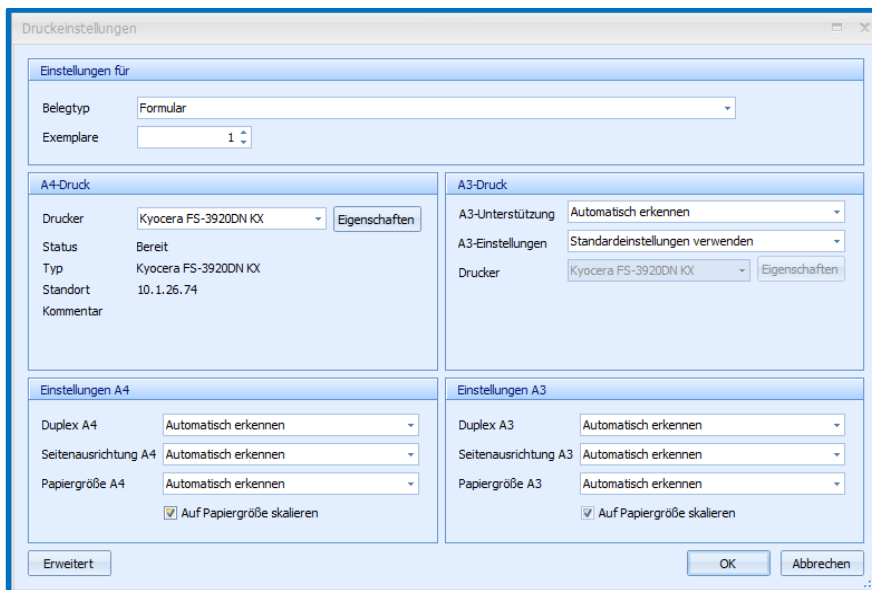 Druckeinstellungen
Einstellungen für
Belegtyp Formular
Exemplare 1
A4-Druck
Drucker Kyocera FS-3920DN KX Eigenschaften
Status Bereit
Typ Kyocera FS-3920DN KX
Standort 10.1.26.74
Kommentar
A3-Druck
A3-Unterstützung Automatisch erkennen
A3-Einstellungen Standardeinstellungen verwenden
Drucker Kyocera FS-3920DN KX Eigenschaften
Einstellungen A4
Duplex A4 Automatisch erkennen
Seitenausrichtung A4 Automatisch erkennen
Papiergröße A4 Automatisch erkennen
Auf Papiergröße skalieren
Einstellungen A3
Duplex A3 Automatisch erkennen
Seitenausrichtung A3 Automatisch erkennen
Papiergröße A3 Automatisch erkennen
Auf Papiergröße skalieren
Erweitert OK Abbrechen